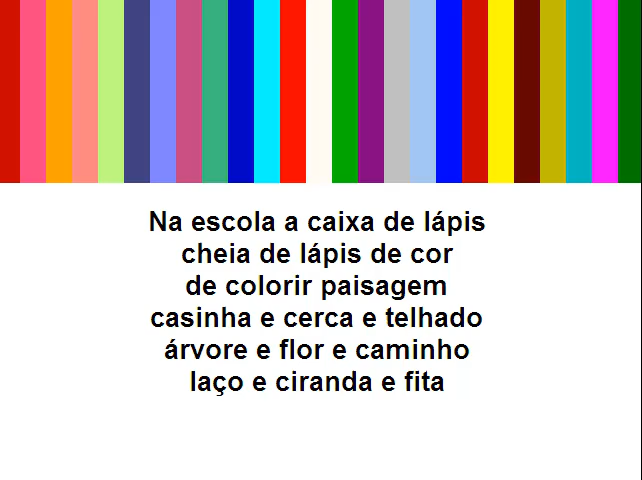 Na escola a caixa de lápis
cheia de lápis de cor
de colorir paisagem
casinha e cerca e telhado
árvore e flor e caminho
laço e ciranda e fita